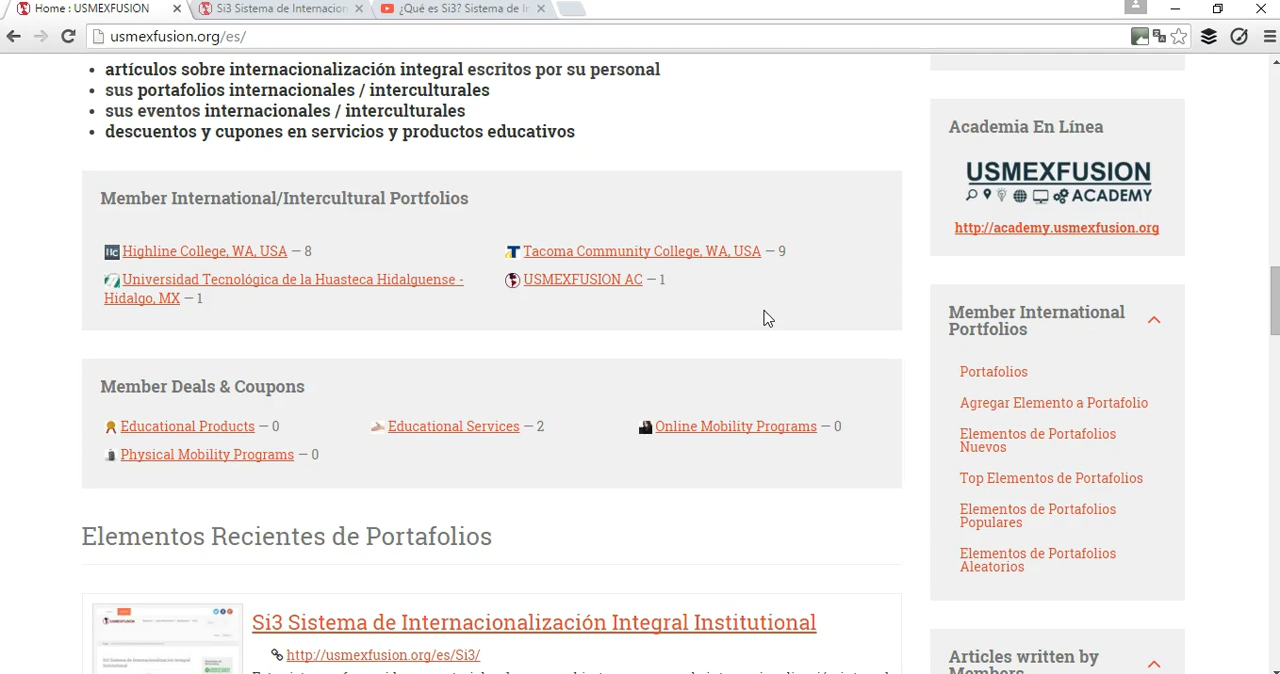 Home : USMEXFUSION
Si3 Sistema de Internacion
¿Qué es Si3? Sistema de In
usmexfusion.org/es/
artículos sobre internacionalización integral escritos por su personal
sus portafolios internacionales / interculturales
sus eventos internacionales / interculturales
descuentos y cupones en servicios y productos educativos
Member International/Intercultural Portfolios
Highline College, WA, USA – 8
Tacoma Community College, WA, USA – 9
Universidad Tecnológica de la Huasteca Hidalguense -
Hidalgo, MX – 1
USMEXFUSION AC – 1
Member Deals & Coupons
Educational Products – 0
Educational Services – 2
Online Mobility Programs – 0
Physical Mobility Programs – 0
Elementos Recientes de Portafolios
Si3 Sistema de Internacionalización Integral Institutional
http://usmexfusion.org/es/Si3/
Academia En Línea
USMEXFUSION
ACADEMY
http://academy.usmexfusion.org
Member International
Portfolios
Portafolios
Agregar Elemento a Portafolio
Elementos de Portafolios
Nuevos
Top Elementos de Portafolios
Elementos de Portafolios
Populares
Elementos de Portafolios
Aleatorios
Articles written by
Members